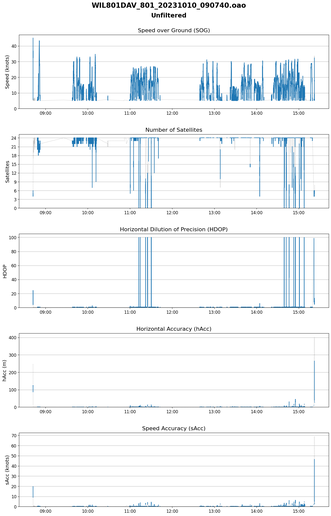 WIL801DAV_801_20231010_090740.oao
Unfiltered
Speed over Ground (SOG)
Speed (knots)
40
30
20
10
0
09:00 10:00 11:00 12:00 13:00 14:00 15:00
Number of Satellites
Satellites
24
21
18
15
12
9
6
3
0
09:00 10:00 11:00 12:00 13:00 14:00 15:00
Horizontal Dilution of Precision (HDOP)
HDOP
100
80
60
40
20
0
09:00 10:00 11:00 12:00 13:00 14:00 15:00
Horizontal Accuracy (hAcc)
hAcc (m)
400
300
200
100
0
09:00 10:00 11:00 12:00 13:00 14:00 15:00
Speed Accuracy (sAcc)
sAcc (knots)
70
60
50
40
30
20
10
0
09:00 10:00 11:00 12:00 13:00 14:00 15:00